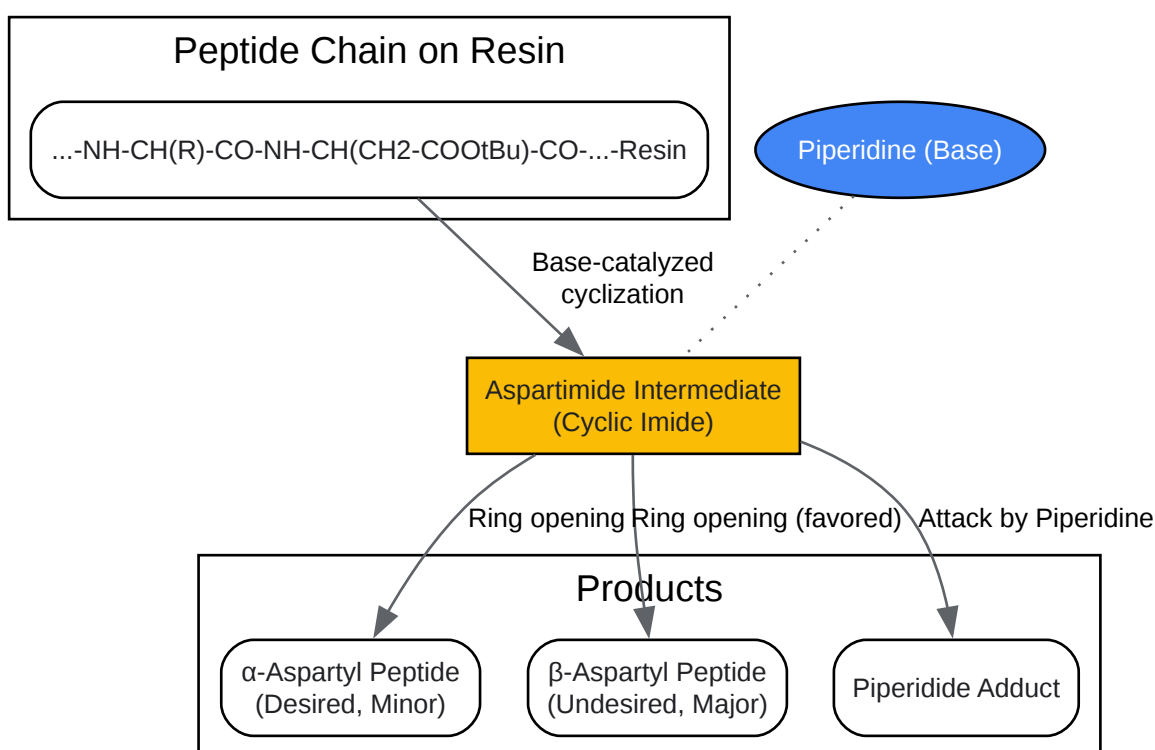 Peptide Chain on Resin
...-NH-CH(R)-CO-NH-CH(CH2-COOtBu)-CO-...-Resin
Piperidine (Base)
Base-catalyzed
cyclization
Aspartimide Intermediate
(Cyclic Imide)
Ring opening
Ring opening (favored)
Attack by Piperidine
Products
α-Aspartyl Peptide
(Desired, Minor)
β-Aspartyl Peptide
(Undesired, Major)
Piperidide Adduct